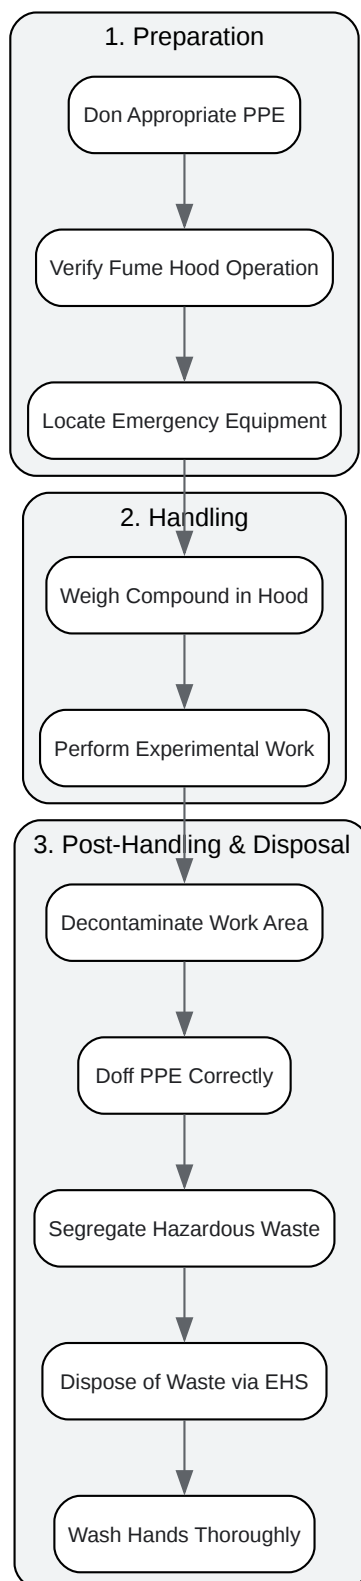 1. Preparation
Don Appropriate PPE
Verify Fume Hood Operation
Locate Emergency Equipment
2. Handling
Weigh Compound in Hood
Perform Experimental Work
3. Post-Handling & Disposal
Decontaminate Work Area
Doff PPE Correctly
Segregate Hazardous Waste
Dispose of Waste via EHS
Wash Hands Thoroughly